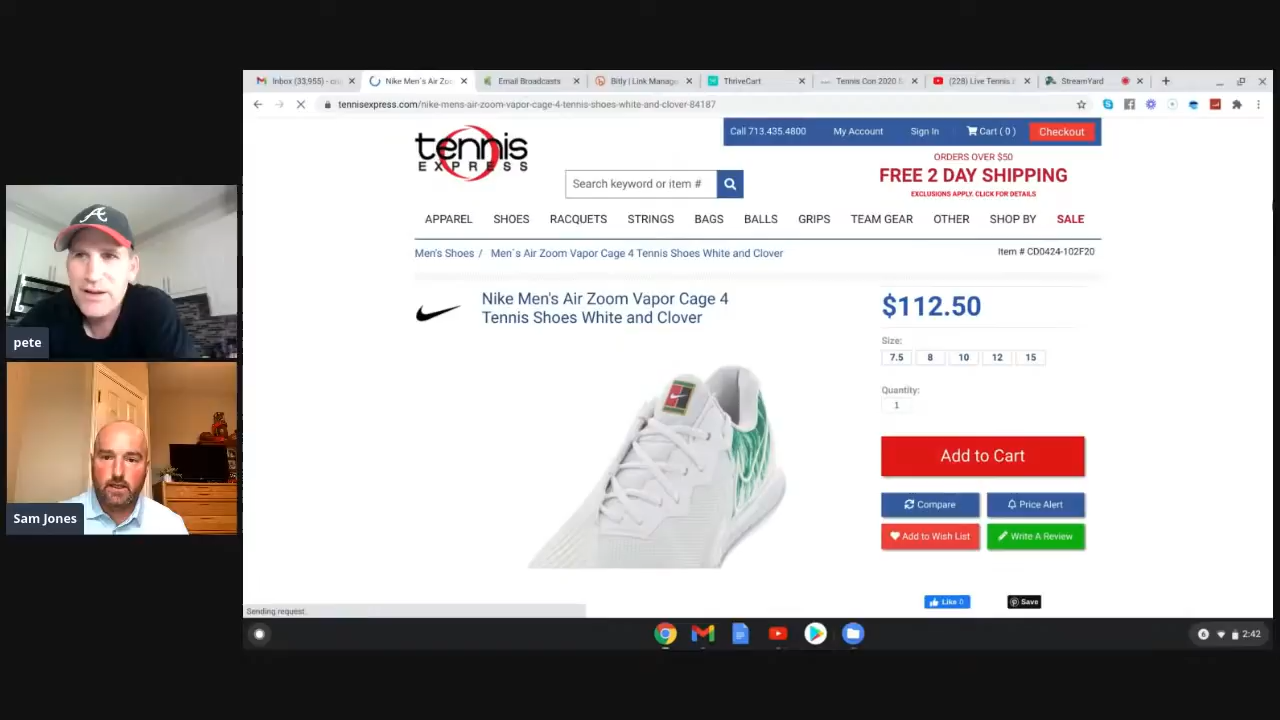 Inbox (33,955) - cri
Nike Men's Air Zoo
Email Broadcasts
Bitly | Link Manage
ThriveCart
Tennis Con 2020
(228) Live Tennis
StreamYard
tennisexpress.com/nike-mens-air-zoom-vapor-cage-4-tennis-shoes-white-and-clover-84187
tennis
EXPRESS
Call 713.435.4800
My Account
Sign In
Cart ( 0 )
Checkout
Search keyword or item #
ORDERS OVER $50
FREE 2 DAY SHIPPING
EXCLUSIONS APPLY. CLICK FOR DETAILS
APPAREL SHOES RACQUETS STRINGS BAGS BALLS GRIPS TEAM GEAR OTHER SHOP BY SALE
Men's Shoes / Men´s Air Zoom Vapor Cage 4 Tennis Shoes White and Clover
Item # CD0424-102F20
Nike Men's Air Zoom Vapor Cage 4
Tennis Shoes White and Clover
$112.50
Size:
7.5 8 10 12 15
Quantity:
1
Add to Cart
Compare
Price Alert
Add to Wish List
Write A Review
Like 0
Save
Sending request
2:42
A
pete
Sam Jones